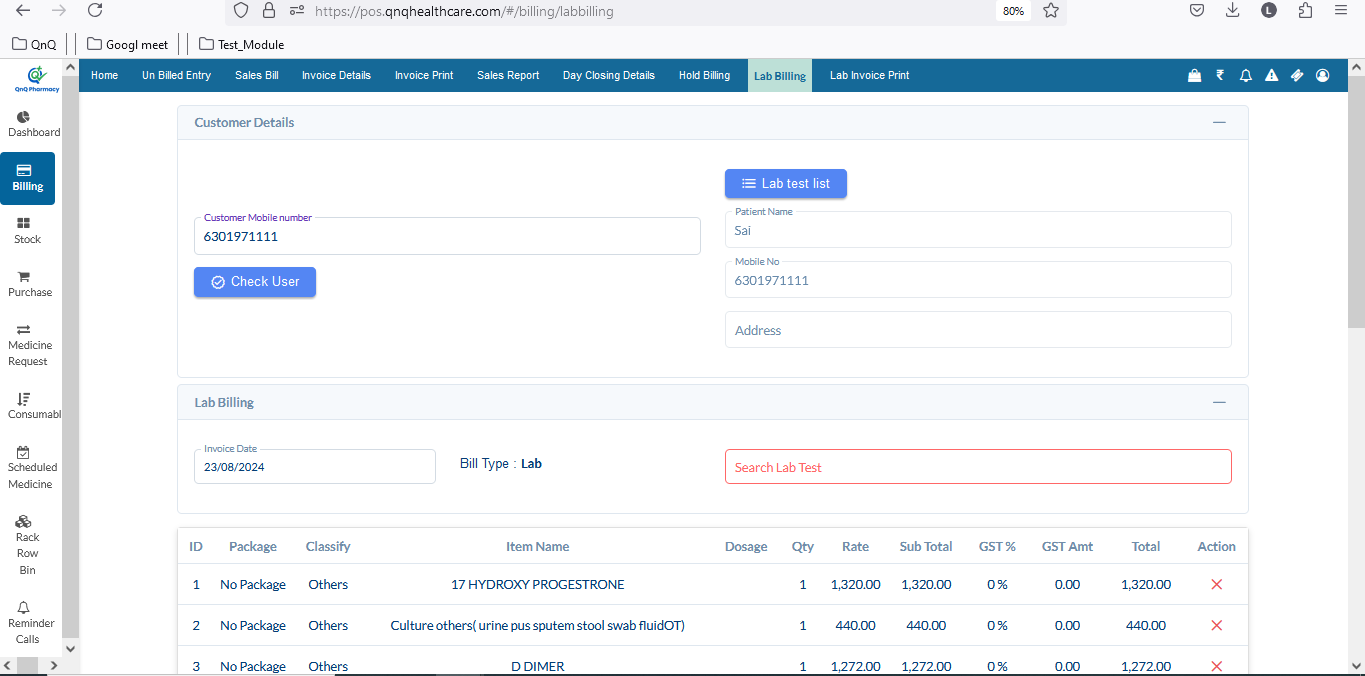 https://pos.qnqhealthcare.com/#/billing/labbilling
80%
L
QnQ
Googl meet
Test_Module
QnQ Pharmacy
Home
Un Billed Entry
Sales Bill
Invoice Details
Invoice Print
Sales Report
Day Closing Details
Hold Billing
Lab Billing
Lab Invoice Print
Dashboard
Billing
Stock
Purchase
Medicine
Request
Consumabl
Scheduled
Medicine
Rack
Row
Bin
Reminder
Calls
Customer Details
Customer Mobile number
6301971111
Check User
Lab test list
Patient Name
Sai
Mobile No
6301971111
Address
Lab Billing
Invoice Date
23/08/2024
Bill Type : Lab
Search Lab Test
ID Package Classify Item Name Dosage Qty Rate Sub Total GST % GST Amt Total Action
1 No Package Others 17 HYDROXY PROGESTRONE 1 1,320.00 1,320.00 0 % 0.00 1,320.00
2 No Package Others Culture others( urine pus sputem stool swab fluidOT) 1 440.00 440.00 0 % 0.00 440.00
3 No Package Others D DIMER 1 1,272.00 1,272.00 0 % 0.00 1,272.00